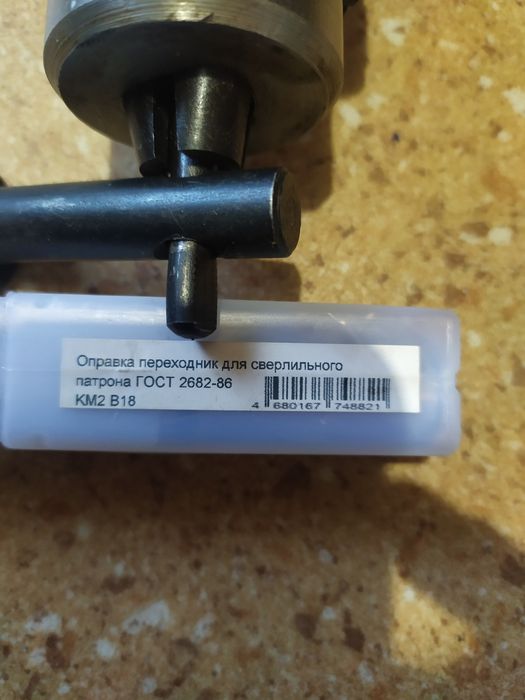 Оправка переходник для сверлильного
патрона ГОСТ 2682-86
КМ2 В18
4 680167 748821